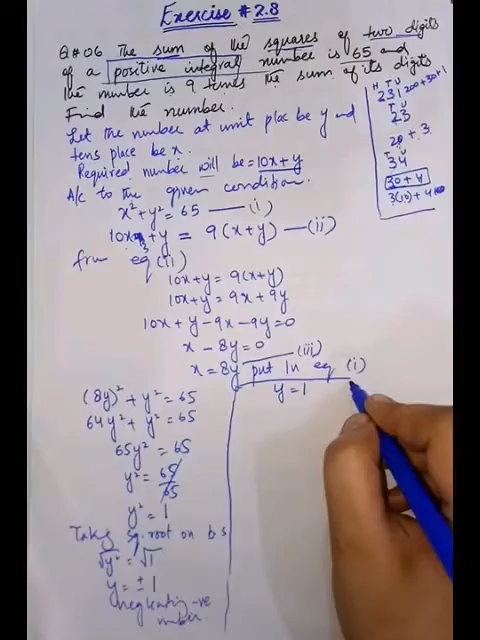 Exercise # 2.8
Q# 06 The sum of the squares of two digits
of a positive integral number is 65 and
the number is 9 times the sum of its digits
Find the number.
Let the number at unit place be y and
tens place be x.
Required number will be = 10x+y
A/c to the given condition.
x²+y² = 65 — (i)
10x+y = 9(x+y) — (ii)
from eq (ii)
10x+y = 9(x+y)
10x+y = 9x+9y
10x+y-9x-9y=0
x-8y=0
x=8y — (iii) put in eq (i)
(8y)²+y²=65
64y²+y²=65
65y²=65
y²=65/65
y²=1
Taking sq. root on b s
√y²=√1
y=±1
neglecting -ve
number.
y=1
H T U
231 200+30+1
T U
23
20+3
T U
34
30+4
3(10)+4